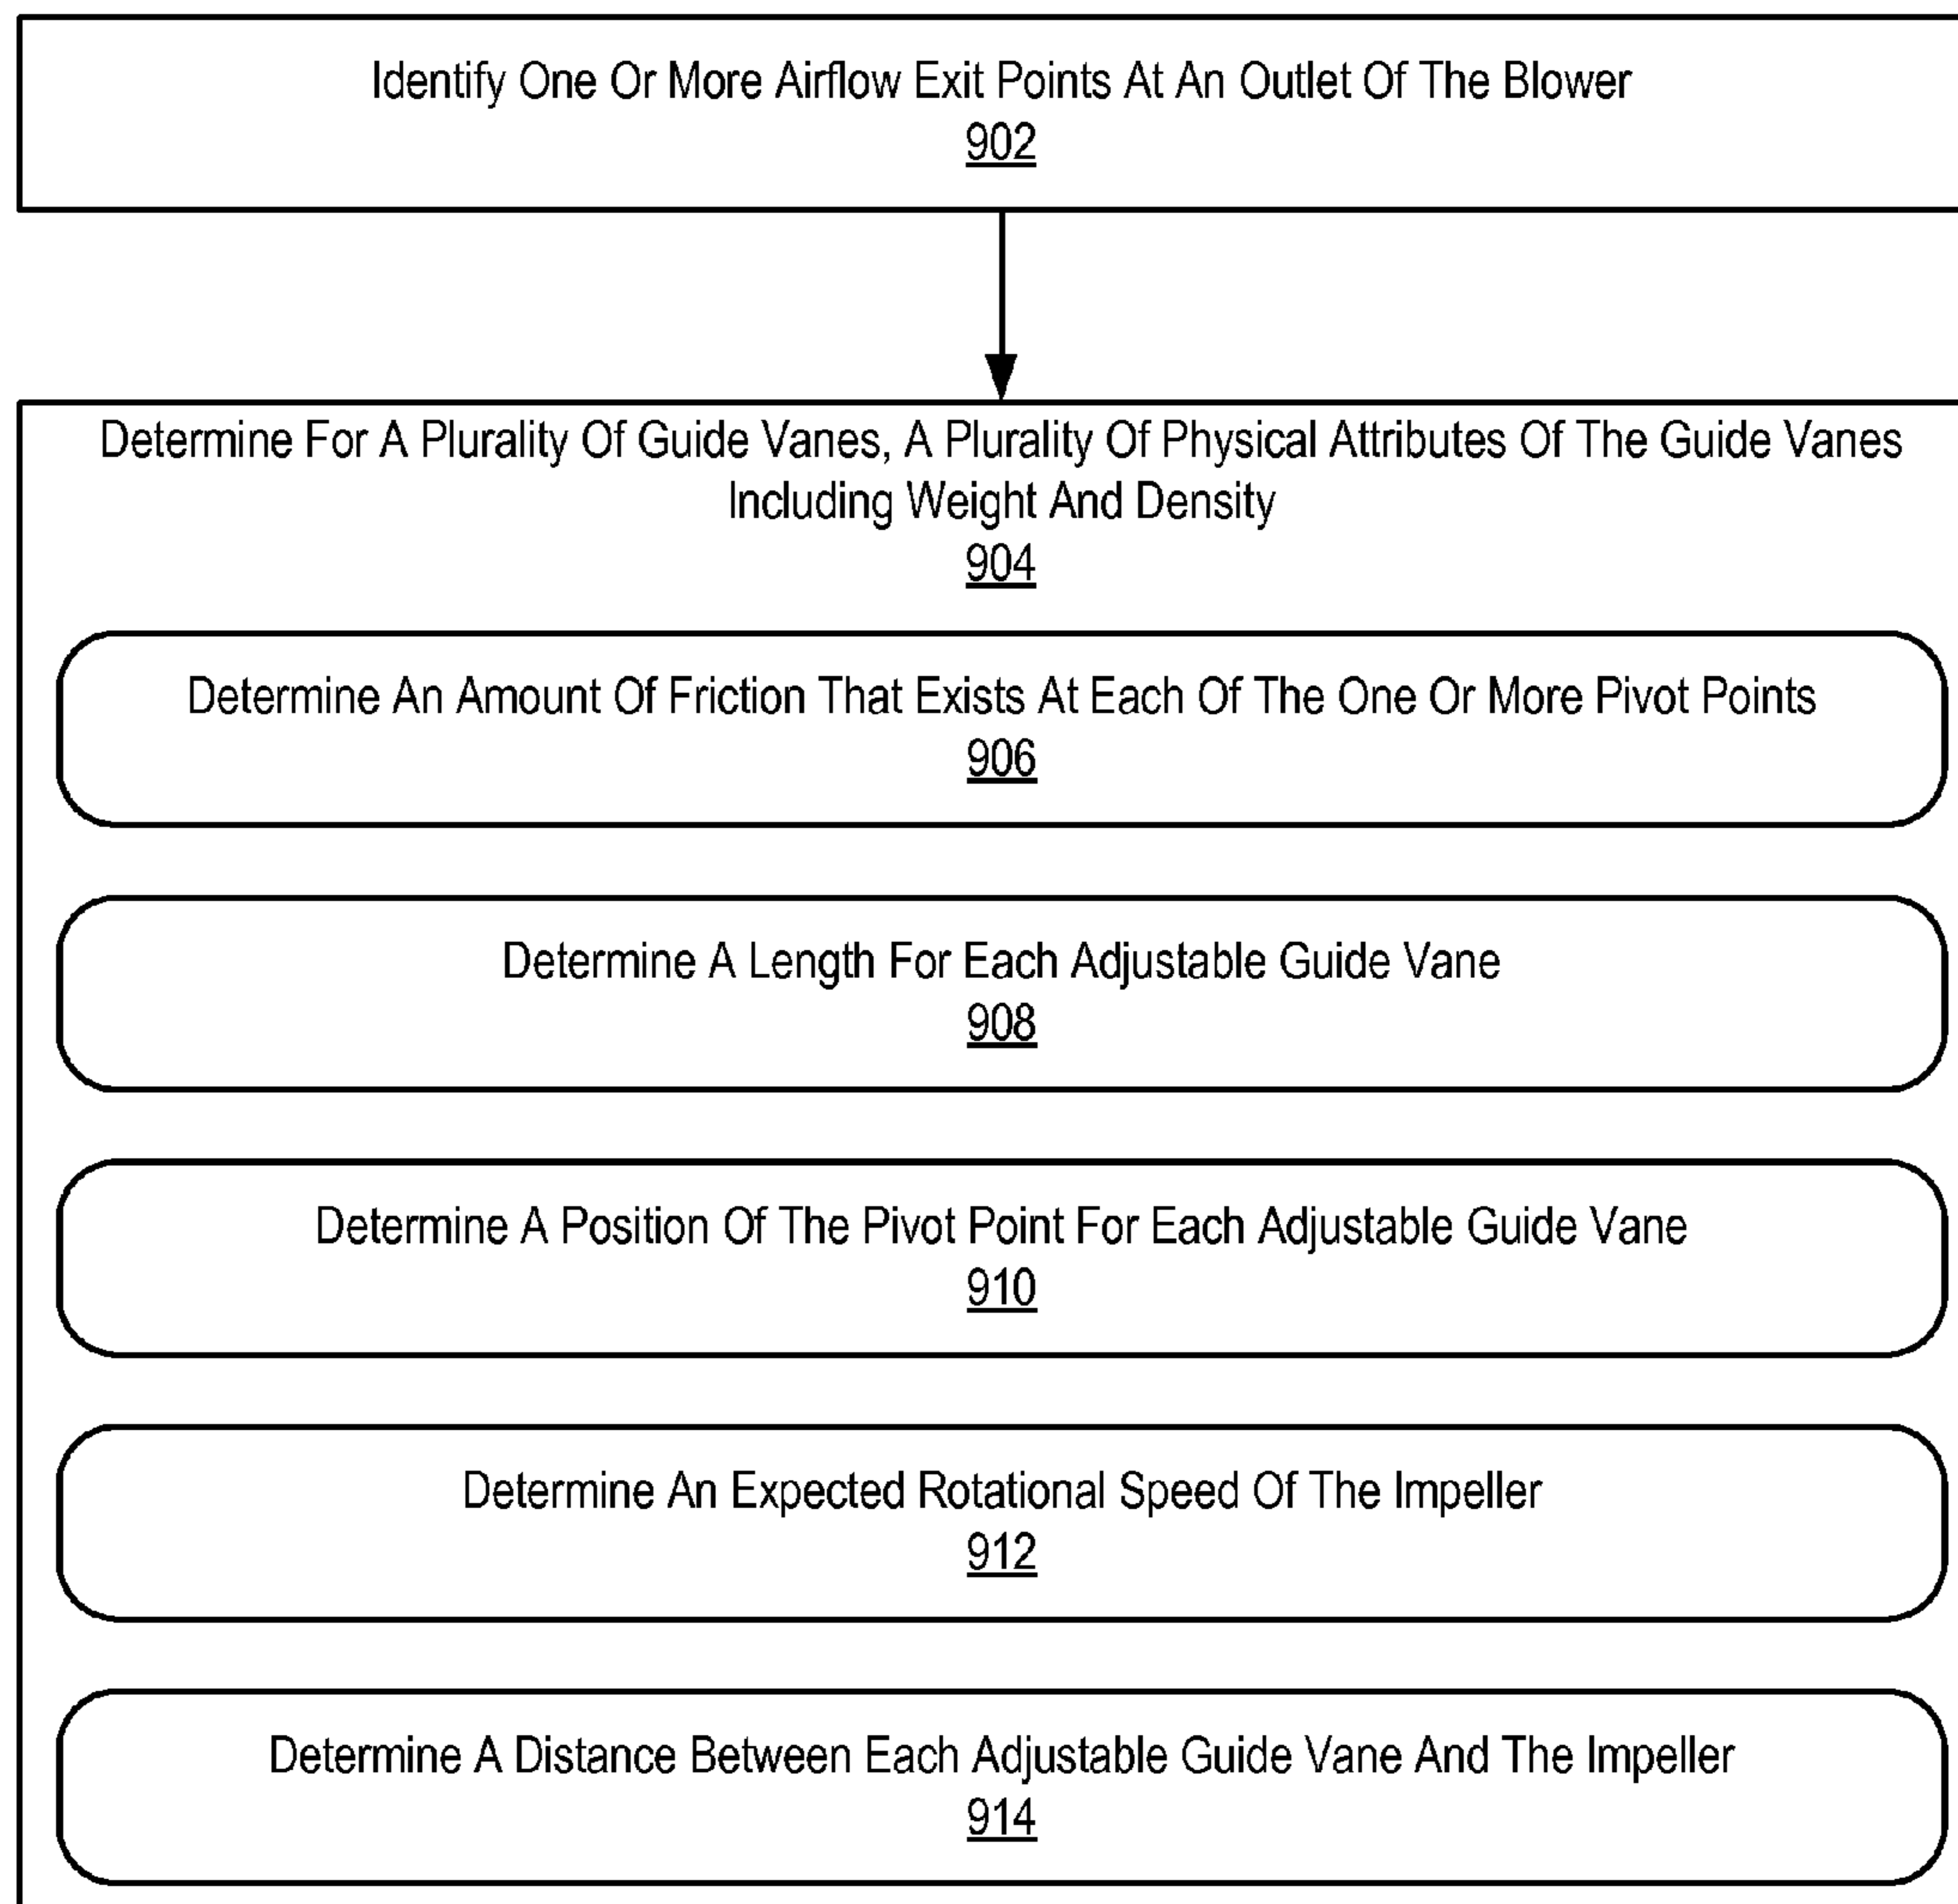 Identify One Or More Airflow Exit Points At An Outlet Of The Blower
902
Determine For A Plurality Of Guide Vanes, A Plurality Of Physical Attributes Of The Guide Vanes
Including Weight And Density
904
Determine An Amount Of Friction That Exists At Each Of The One Or More Pivot Points
906
Determine A Length For Each Adjustable Guide Vane
908
Determine A Position Of The Pivot Point For Each Adjustable Guide Vane
910
Determine An Expected Rotational Speed Of The Impeller
912
Determine A Distance Between Each Adjustable Guide Vane And The Impeller
914